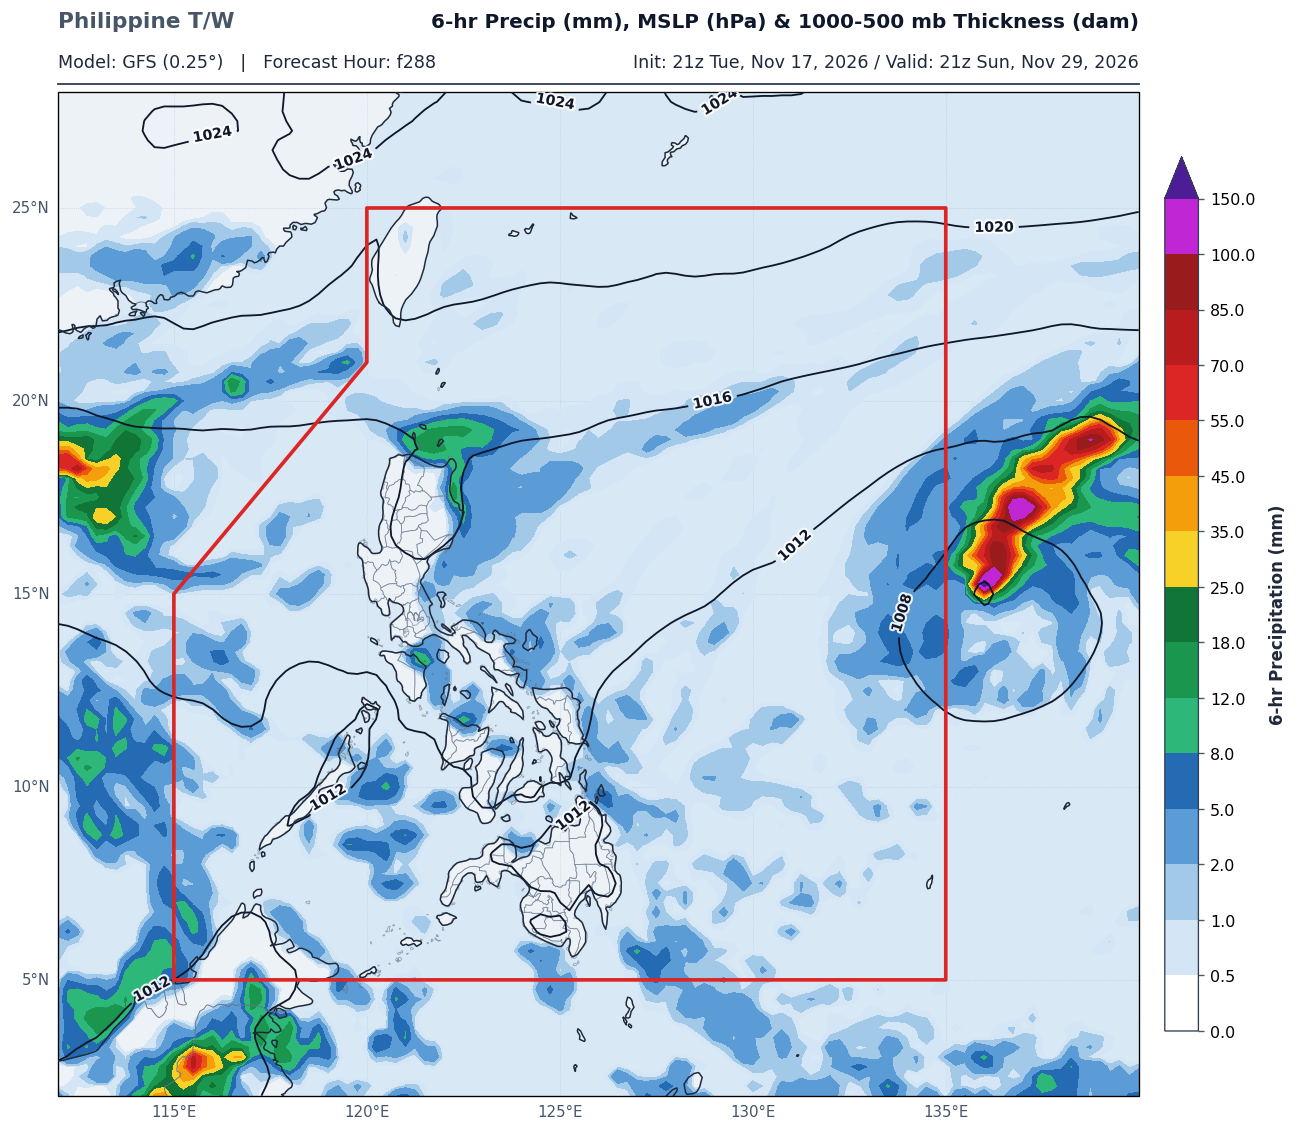 Philippine T/W
6-hr Precip (mm), MSLP (hPa) & 1000-500 mb Thickness (dam)
Model: GFS (0.25°) | Forecast Hour: f288
Init: 21z Tue, Nov 17, 2026 / Valid: 21z Sun, Nov 29, 2026
1024
1024
1024
1024
1020
1016
1012
1008
1012
1012
1012
25°N
20°N
15°N
10°N
5°N
115°E
120°E
125°E
130°E
135°E
150.0
100.0
85.0
70.0
55.0
45.0
35.0
25.0
18.0
12.0
8.0
5.0
2.0
1.0
0.5
0.0
6-hr Precipitation (mm)